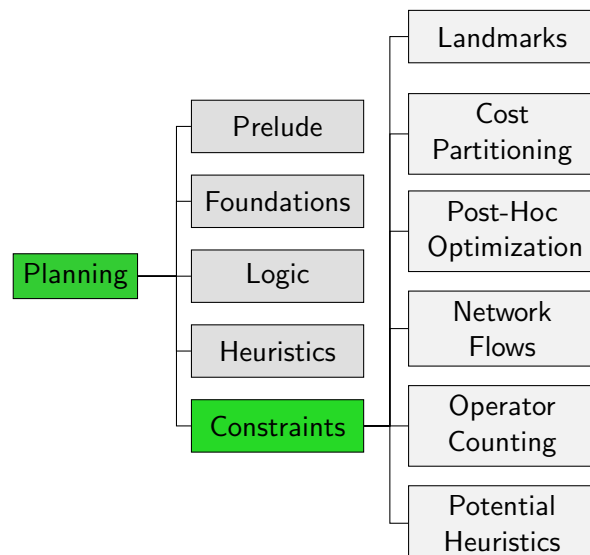 Planning
Prelude
Foundations
Logic
Heuristics
Constraints
Landmarks
Cost
Partitioning
Post-Hoc
Optimization
Network
Flows
Operator
Counting
Potential
Heuristics